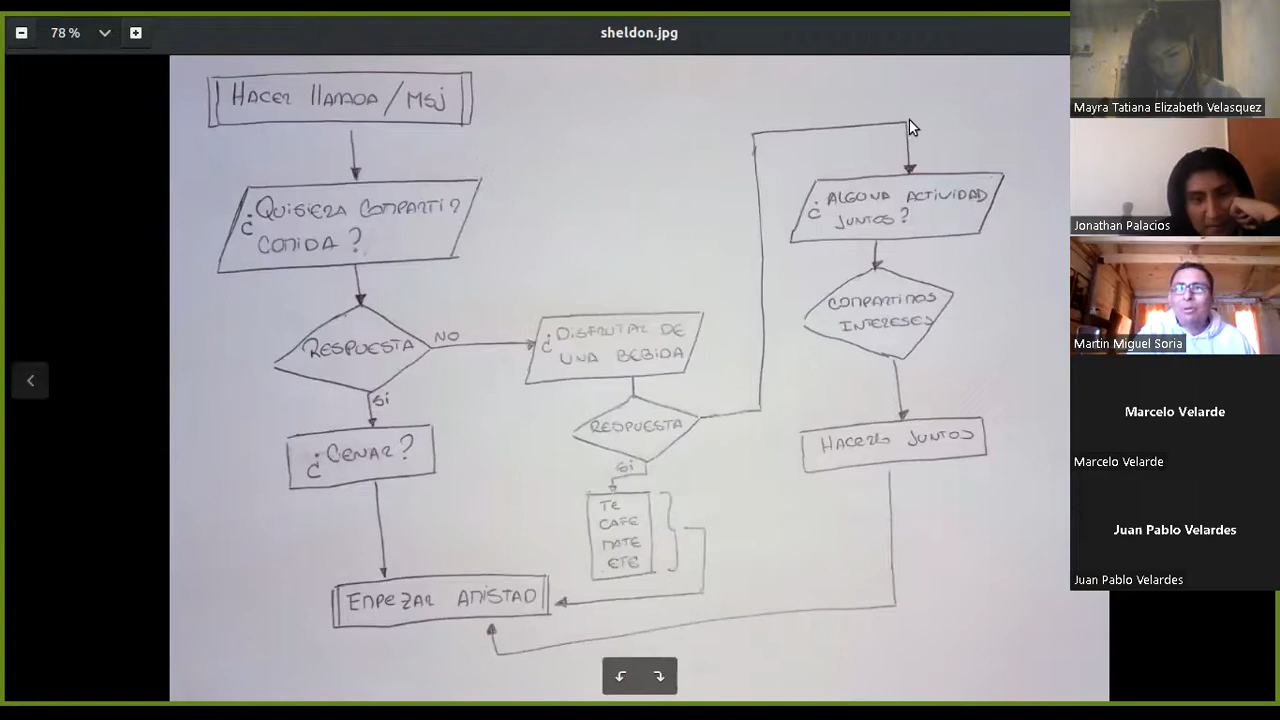 78 %
sheldon.jpg
HACER LLAMADA / MSJ
¿QUISIERA COMPARTIR
COMIDA?
RESPUESTA
NO
SI
¿CENAR?
EMPEZAR AMISTAD
¿DISFRUTAR DE
UNA BEBIDA
RESPUESTA
SI
TE
CAFE
MATE
ETE
¿ALGUNA ACTIVIDAD
JUNTOS?
COMPARTIMOS
INTERESES
HACERLO JUNTOS
Mayra Tatiana Elizabeth Velasquez
Jonathan Palacios
Martin Miguel Soria
Marcelo Velarde
Marcelo Velarde
Juan Pablo Velardes
Juan Pablo Velardes